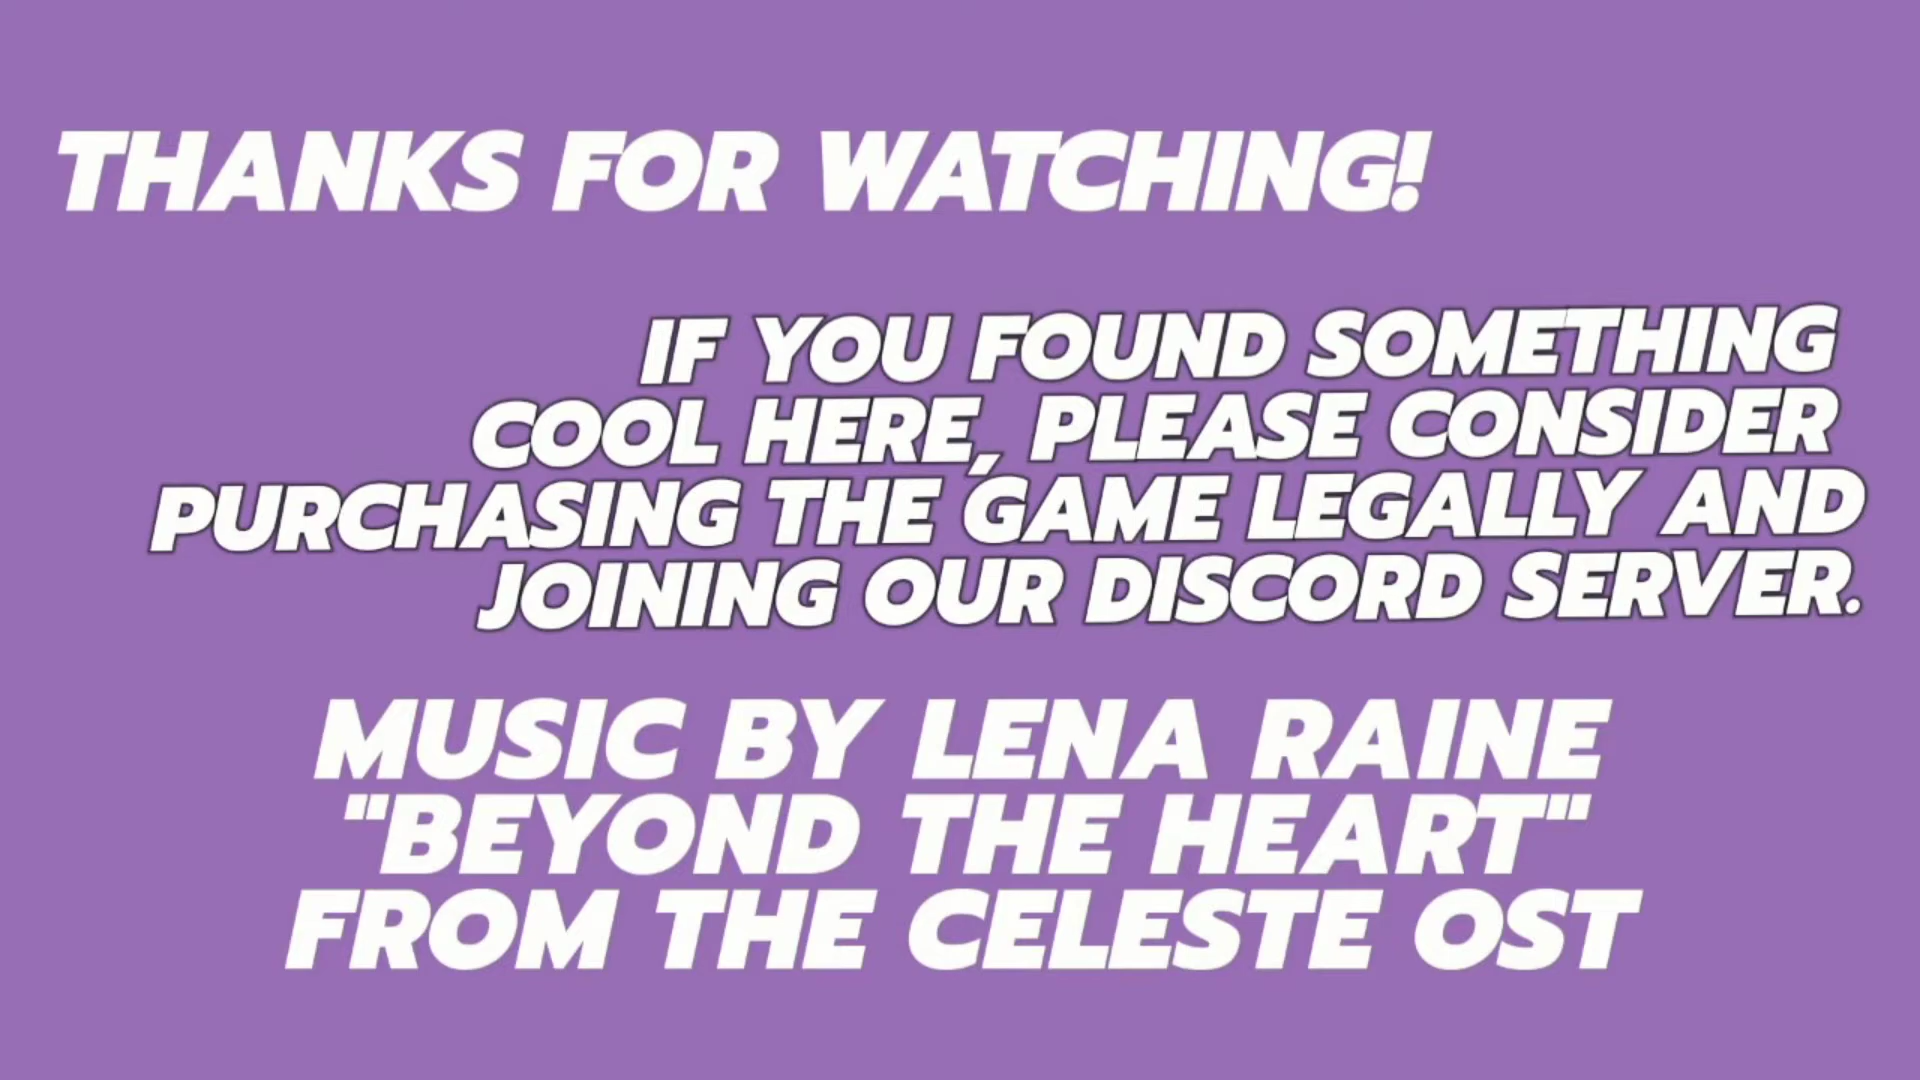 THANKS FOR WATCHING!
IF YOU FOUND SOMETHING
COOL HERE, PLEASE CONSIDER
PURCHASING THE GAME LEGALLY AND
JOINING OUR DISCORD SERVER.
MUSIC BY LENA RAINE
"BEYOND THE HEART"
FROM THE CELESTE OST